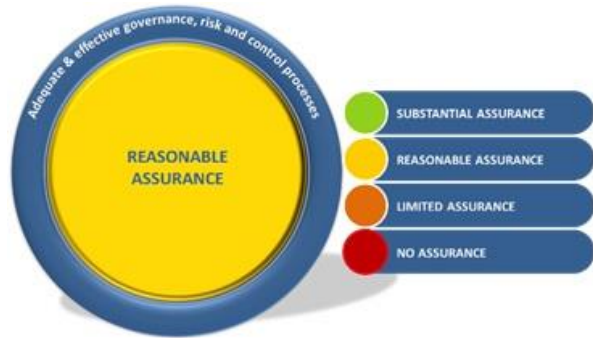 Adequate & effective governance, risk and control processes
REASONABLE
ASSURANCE
SUBSTANTIAL ASSURANCE
REASONABLE ASSURANCE
LIMITED ASSURANCE
NO ASSURANCE